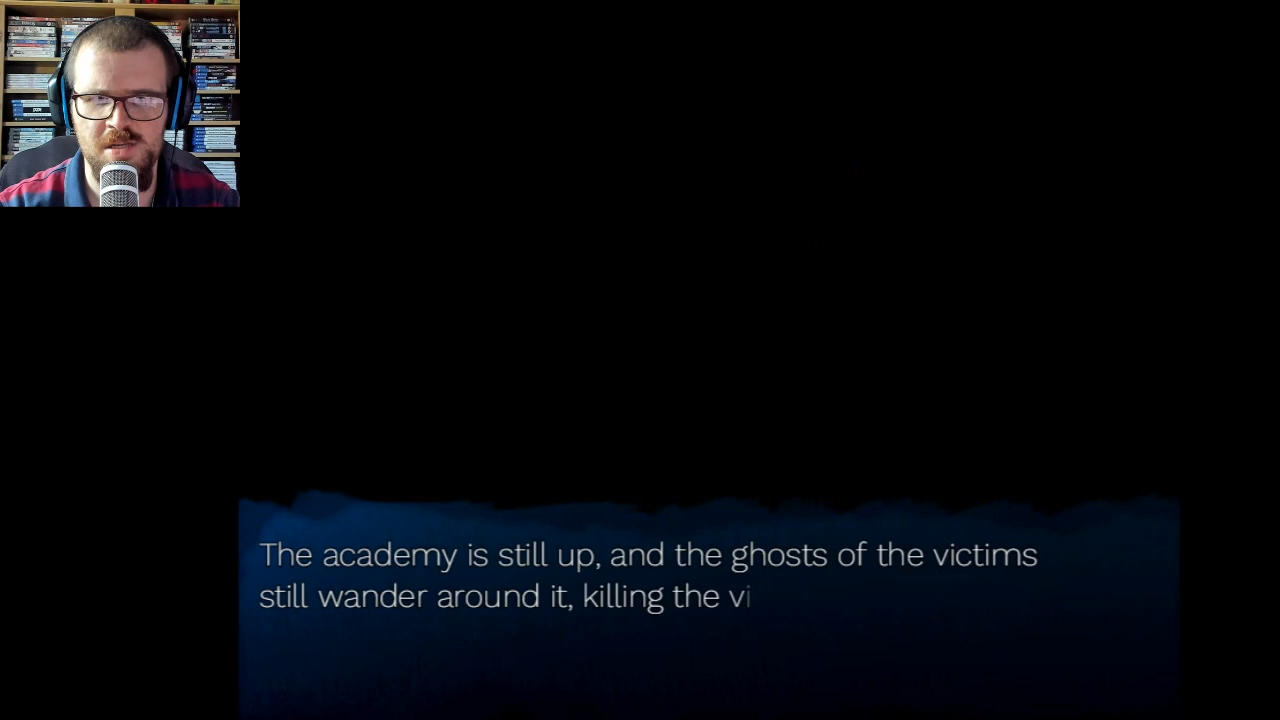 The academy is still up, and the ghosts of the victims
still wander around it, killing the vi